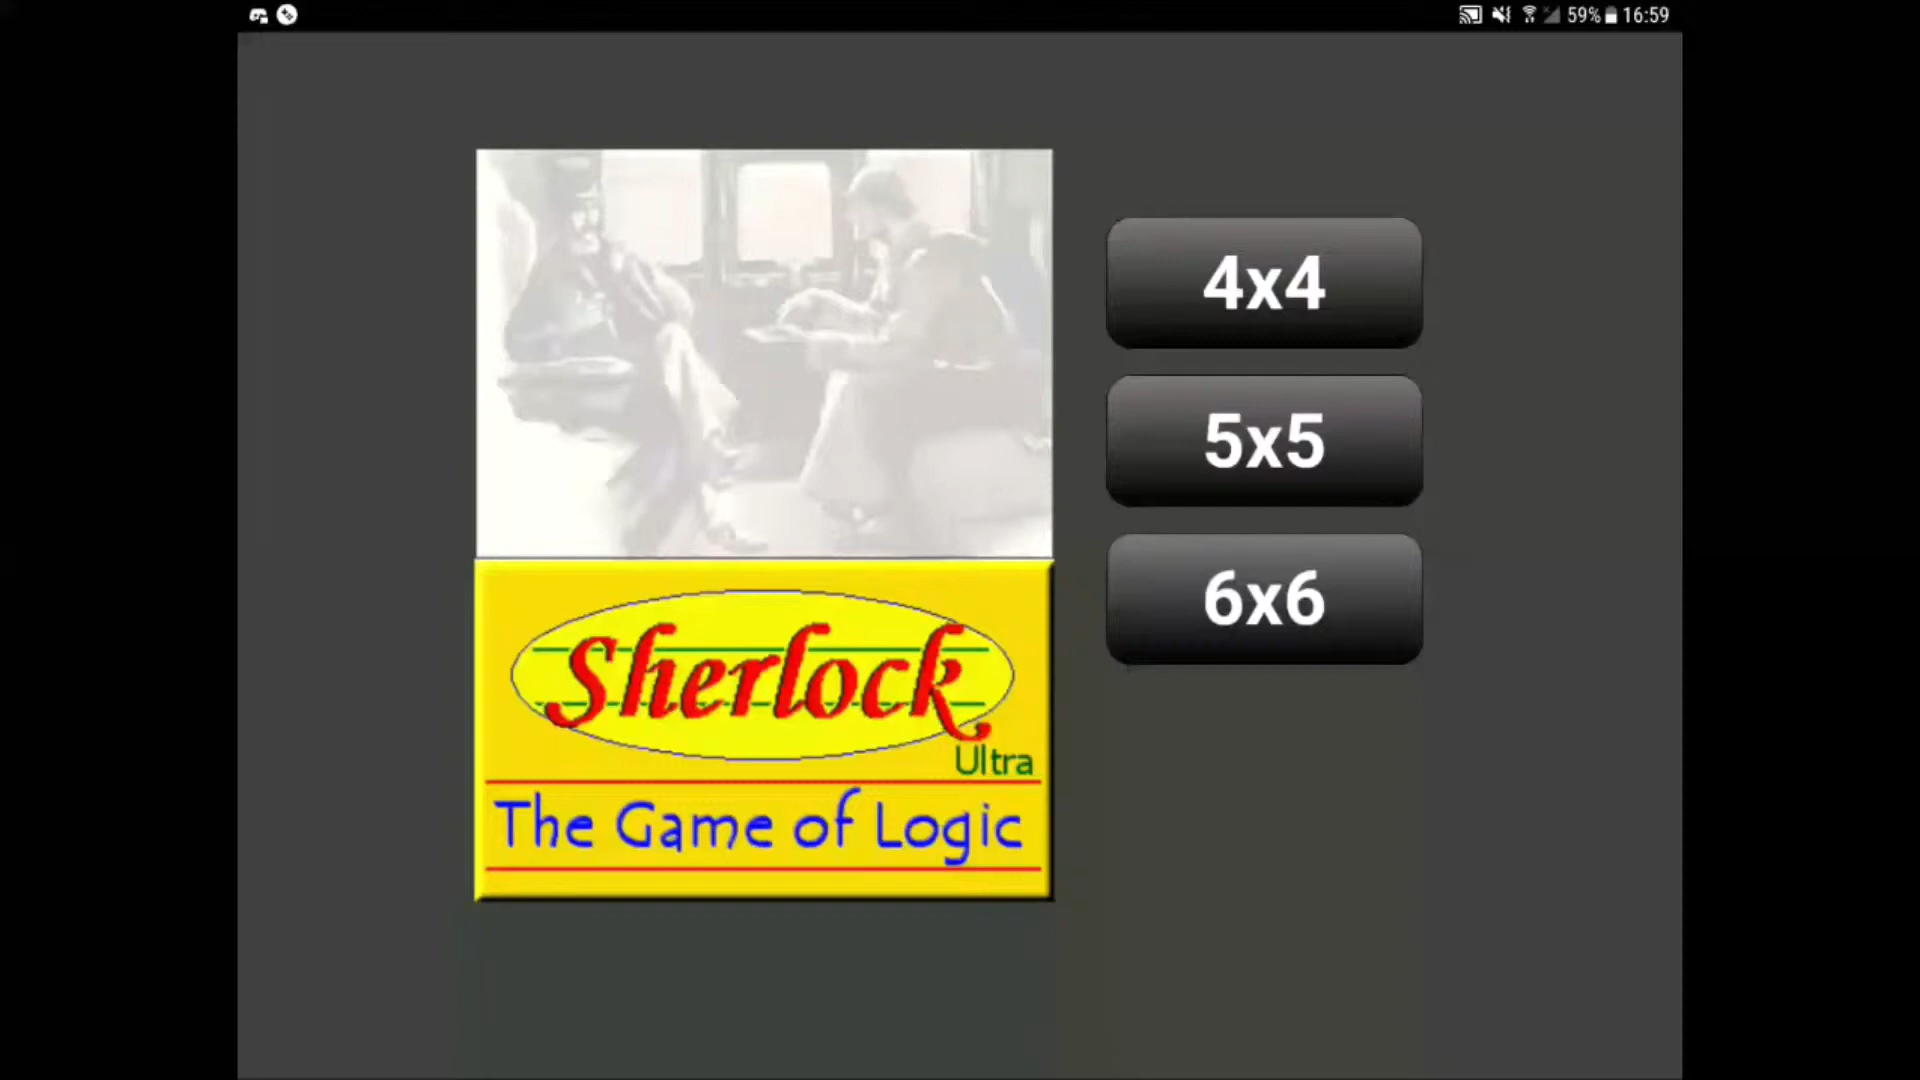 59% 16:59
4x4
5x5
6x6
Sherlock
Ultra
The Game of Logic